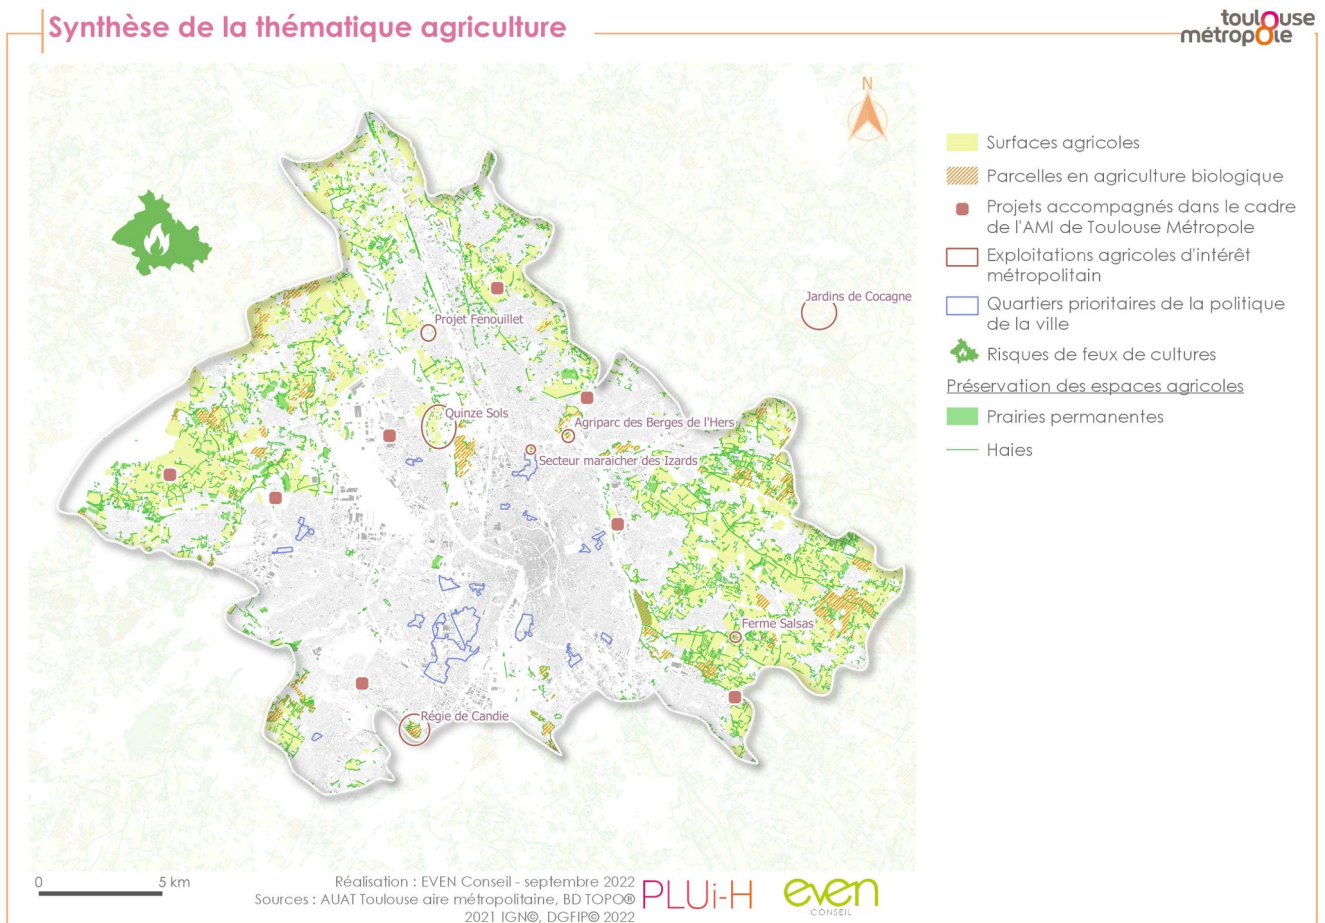 Synthèse de la thématique agriculture
toulouse
métropole
N
Surfaces agricoles
Parcelles en agriculture biologique
Projets accompagnés dans le cadre
de l'AMI de Toulouse Métropole
Exploitations agricoles d'intérêt
métropolitain
Quartiers prioritaires de la politique
de la ville
Risques de feux de cultures
Préservation des espaces agricoles
Prairies permanentes
Haies
Jardins de Cocagne
Projet Fenouillet
Quinze Sols
Agriparc des Berges de l'Hers
Secteur maraicher des Izards
Ferme Salsas
Régie de Candie
0 5 km
Réalisation : EVEN Conseil - septembre 2022
Sources : AUAT Toulouse aire métropolitaine, BD TOPO®
2021 IGN©, DGFIP© 2022
PLUi-H
even
CONSEIL